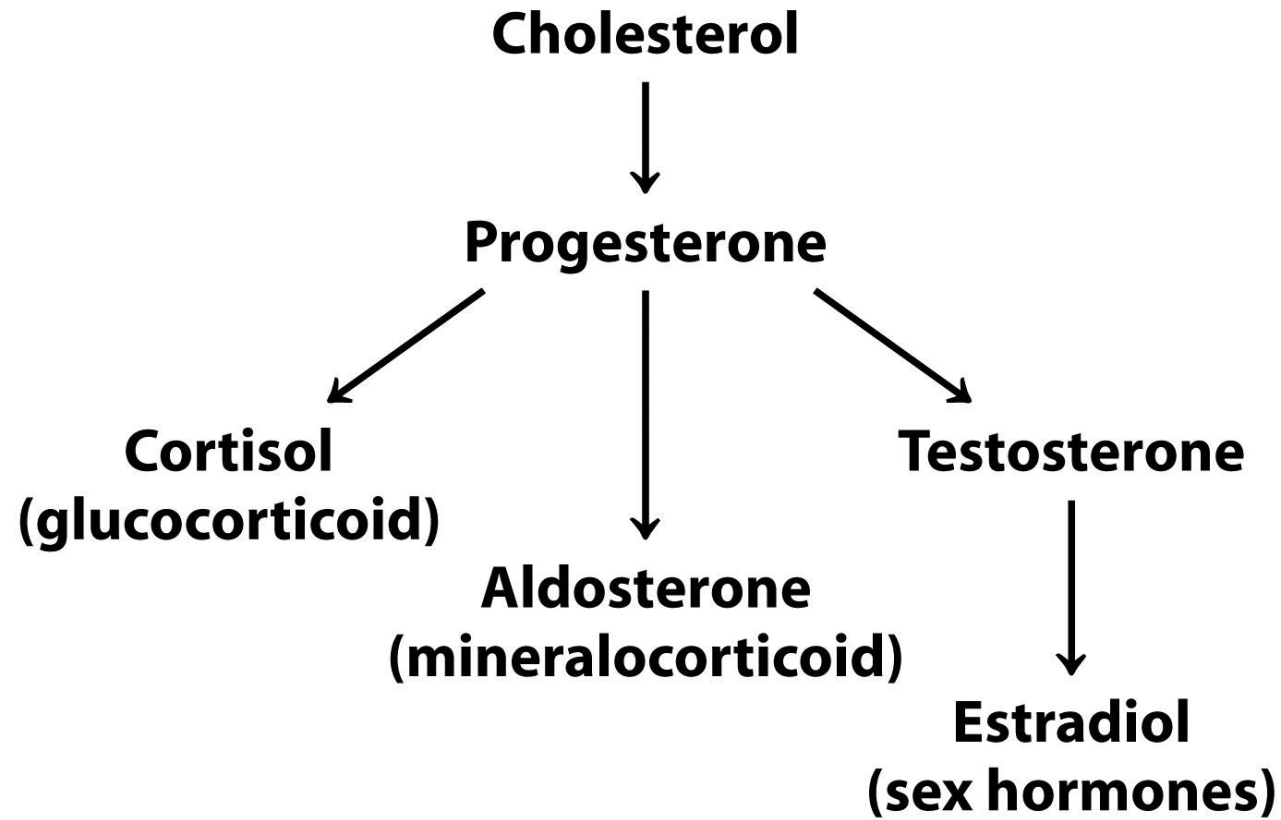 Cholesterol
Progesterone
Cortisol
(glucocorticoid)
Aldosterone
(mineralocorticoid)
Testosterone
Estradiol
(sex hormones)